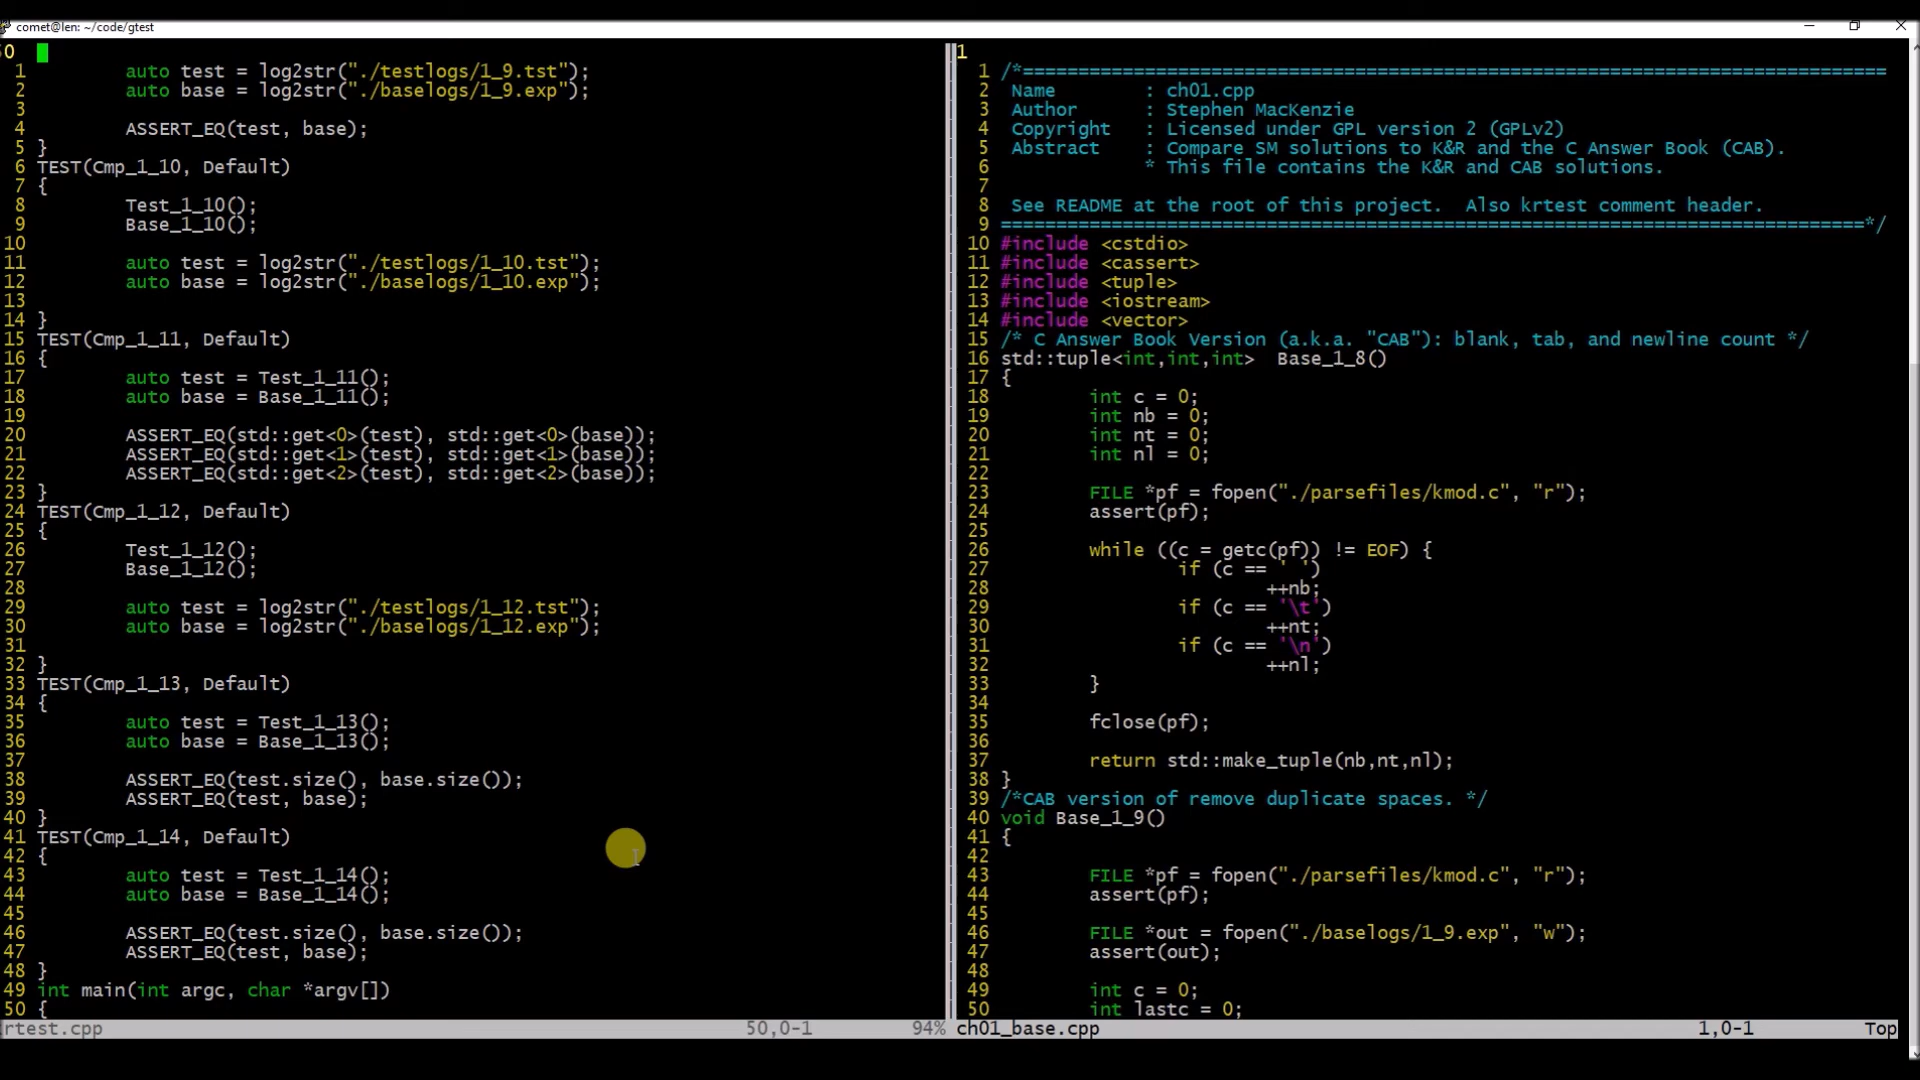 comet@len: ~/code/gtest
50
1 auto test = log2str("./testlogs/1_9.tst");
2 auto base = log2str("./baselogs/1_9.exp");
3
4 ASSERT_EQ(test, base);
5 }
6 TEST(Cmp_1_10, Default)
7 {
8 Test_1_10();
9 Base_1_10();
10
11 auto test = log2str("./testlogs/1_10.tst");
12 auto base = log2str("./baselogs/1_10.exp");
13
14 }
15 TEST(Cmp_1_11, Default)
16 {
17 auto test = Test_1_11();
18 auto base = Base_1_11();
19
20 ASSERT_EQ(std::get<0>(test), std::get<0>(base));
21 ASSERT_EQ(std::get<1>(test), std::get<1>(base));
22 ASSERT_EQ(std::get<2>(test), std::get<2>(base));
23 }
24 TEST(Cmp_1_12, Default)
25 {
26 Test_1_12();
27 Base_1_12();
28
29 auto test = log2str("./testlogs/1_12.tst");
30 auto base = log2str("./baselogs/1_12.exp");
31
32 }
33 TEST(Cmp_1_13, Default)
34 {
35 auto test = Test_1_13();
36 auto base = Base_1_13();
37
38 ASSERT_EQ(test.size(), base.size());
39 ASSERT_EQ(test, base);
40 }
41 TEST(Cmp_1_14, Default)
42 {
43 auto test = Test_1_14();
44 auto base = Base_1_14();
45
46 ASSERT_EQ(test.size(), base.size());
47 ASSERT_EQ(test, base);
48 }
49 int main(int argc, char *argv[])
50 {
rtest.cpp 50,0-1 94%
1
1 /*==============================================================================
2 Name : ch01.cpp
3 Author : Stephen MacKenzie
4 Copyright : Licensed under GPL version 2 (GPLv2)
5 Abstract : Compare SM solutions to K&R and the C Answer Book (CAB).
6 * This file contains the K&R and CAB solutions.
7
8 See README at the root of this project. Also krtest comment header.
9 ==============================================================================*/
10 #include <cstdio>
11 #include <cassert>
12 #include <tuple>
13 #include <iostream>
14 #include <vector>
15 /* C Answer Book Version (a.k.a. "CAB"): blank, tab, and newline count */
16 std::tuple<int,int,int> Base_1_8()
17 {
18 int c = 0;
19 int nb = 0;
20 int nt = 0;
21 int nl = 0;
22
23 FILE *pf = fopen("./parsefiles/kmod.c", "r");
24 assert(pf);
25
26 while ((c = getc(pf)) != EOF) {
27 if (c == ' ')
28 ++nb;
29 if (c == '\t')
30 ++nt;
31 if (c == '\n')
32 ++nl;
33 }
34
35 fclose(pf);
36
37 return std::make_tuple(nb,nt,nl);
38 }
39 /*CAB version of remove duplicate spaces. */
40 void Base_1_9()
41 {
42
43 FILE *pf = fopen("./parsefiles/kmod.c", "r");
44 assert(pf);
45
46 FILE *out = fopen("./baselogs/1_9.exp", "w");
47 assert(out);
48
49 int c = 0;
50 int lastc = 0;
ch01_base.cpp 1,0-1 Top